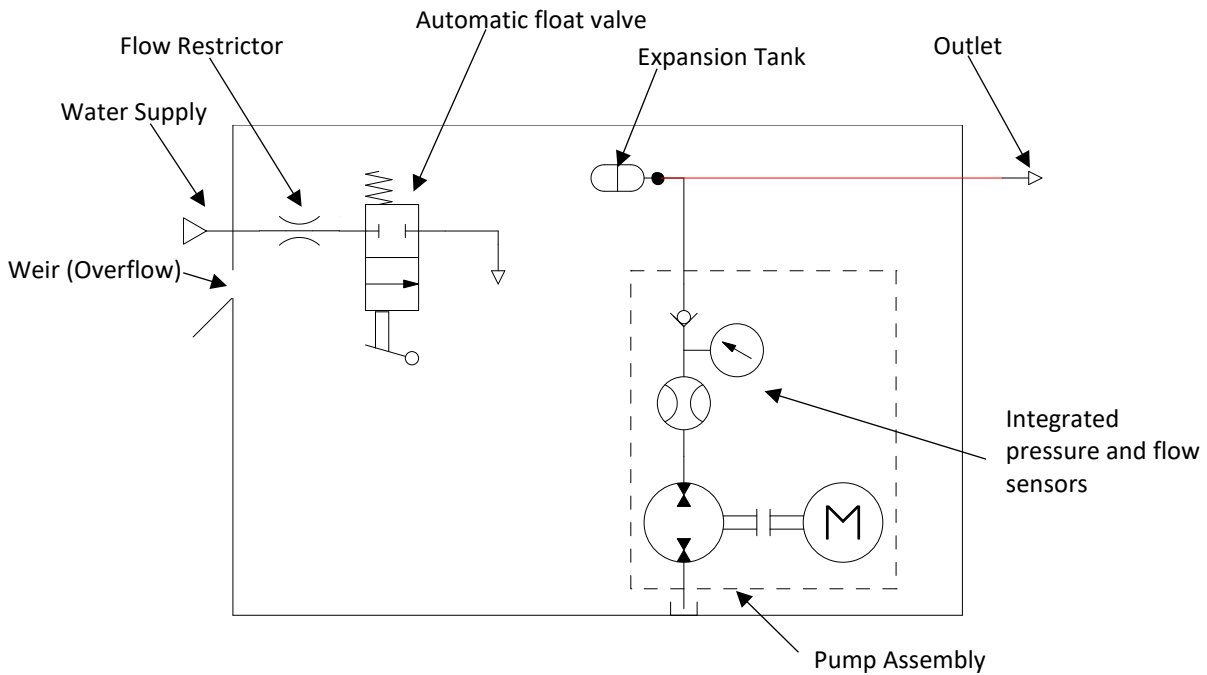 Automatic float valve
Flow Restrictor
Expansion Tank
Outlet
Water Supply
Weir (Overflow)
Integrated
pressure and flow
sensors
M
Pump Assembly